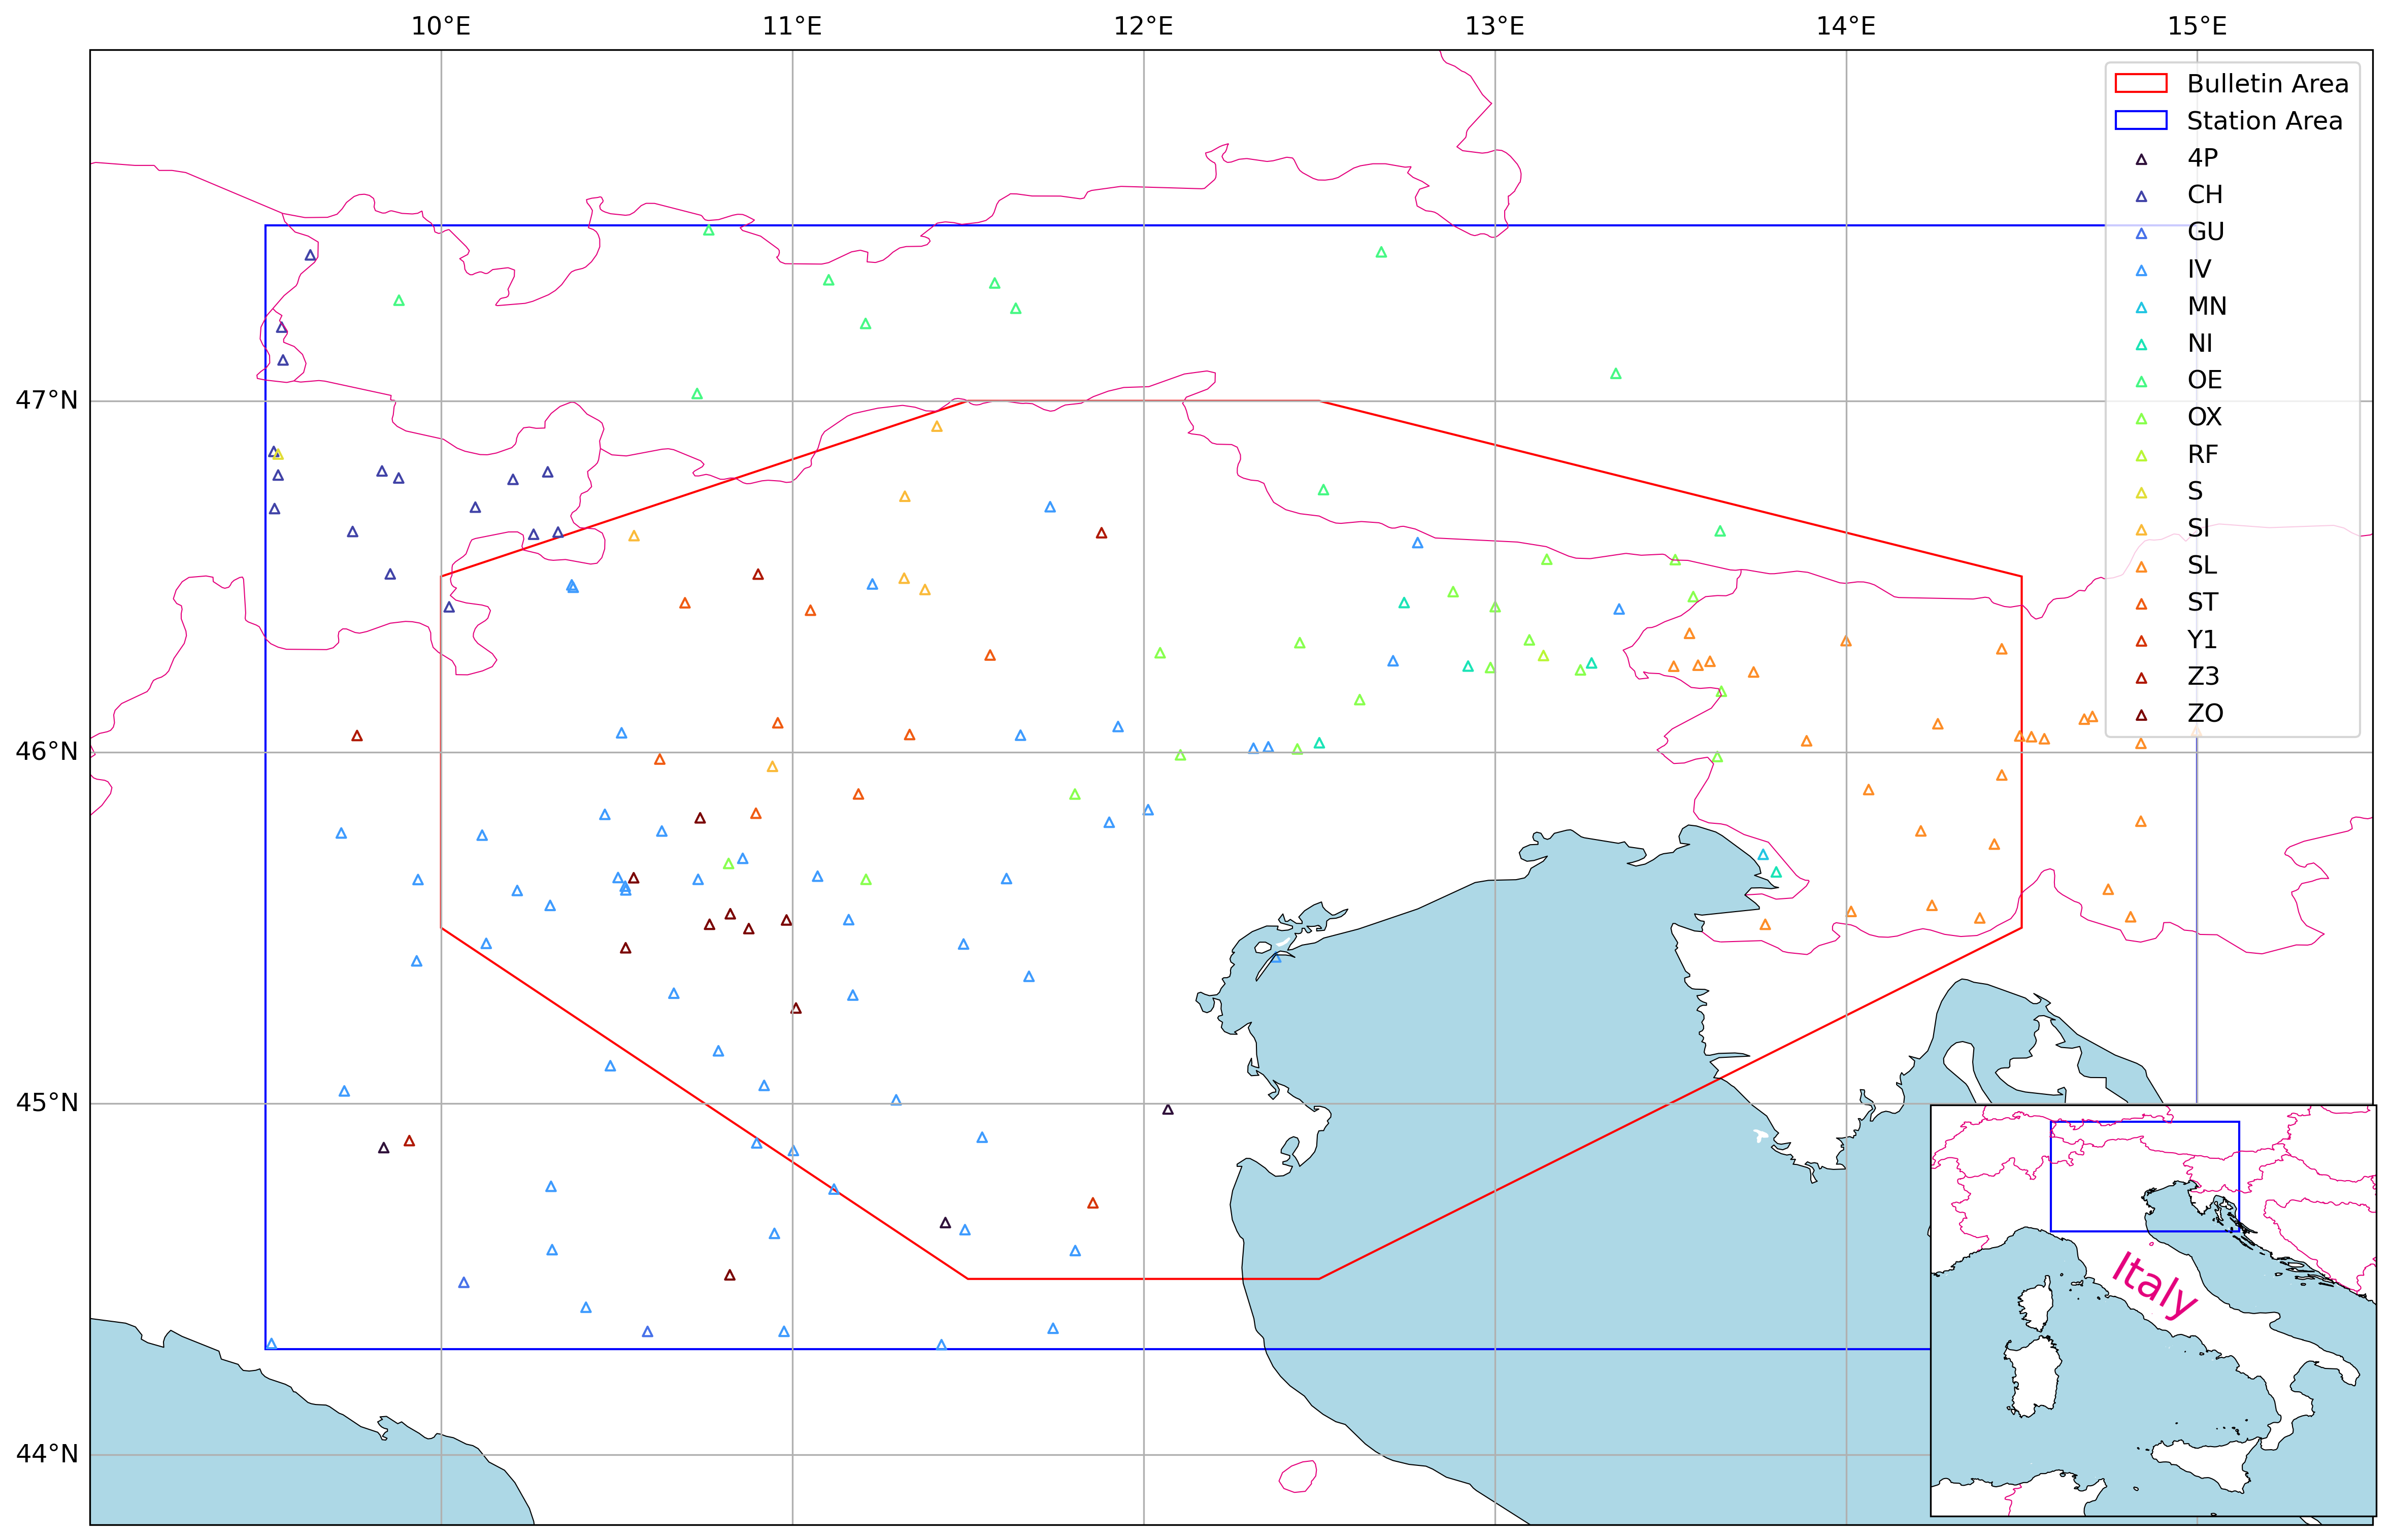 10°E 11°E 12°E 13°E 14°E 15°E
Bulletin Area
Station Area
4P
CH
GU
IV
MN
NI
OE
OX
RF
S
SI
SL
ST
Y1
Z3
ZO
47°N
46°N
45°N
44°N
Italy